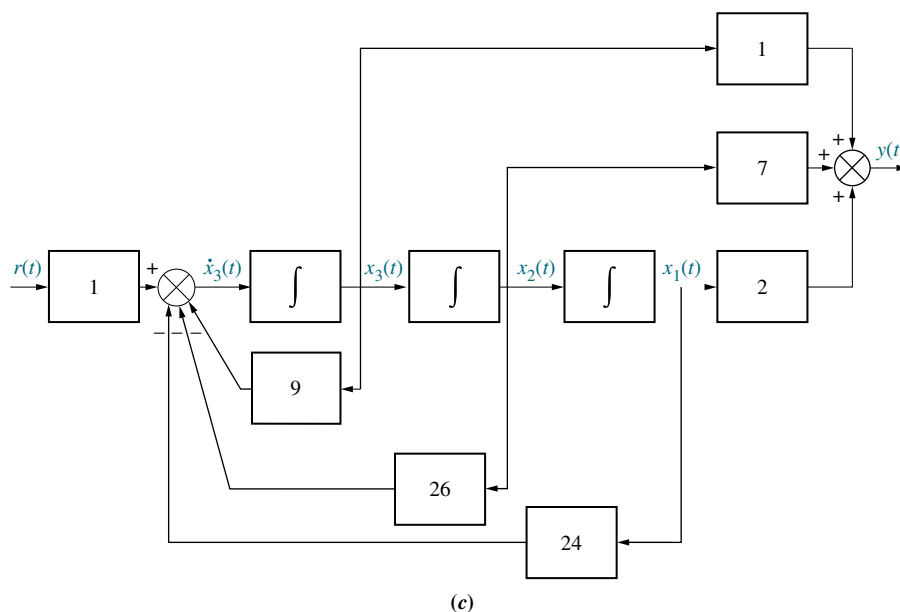 1
+
7
+
y(t
+
r(t)
1
+
ẋ₃(t)
∫
x₃(t)
∫
x₂(t)
∫
x₁(t)
2
− − −
9
26
24
(c)